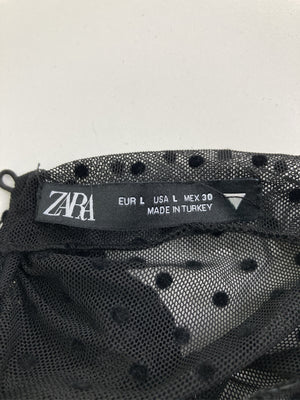 ZARA
EUR L USA L MEX 30
MADE IN TURKEY